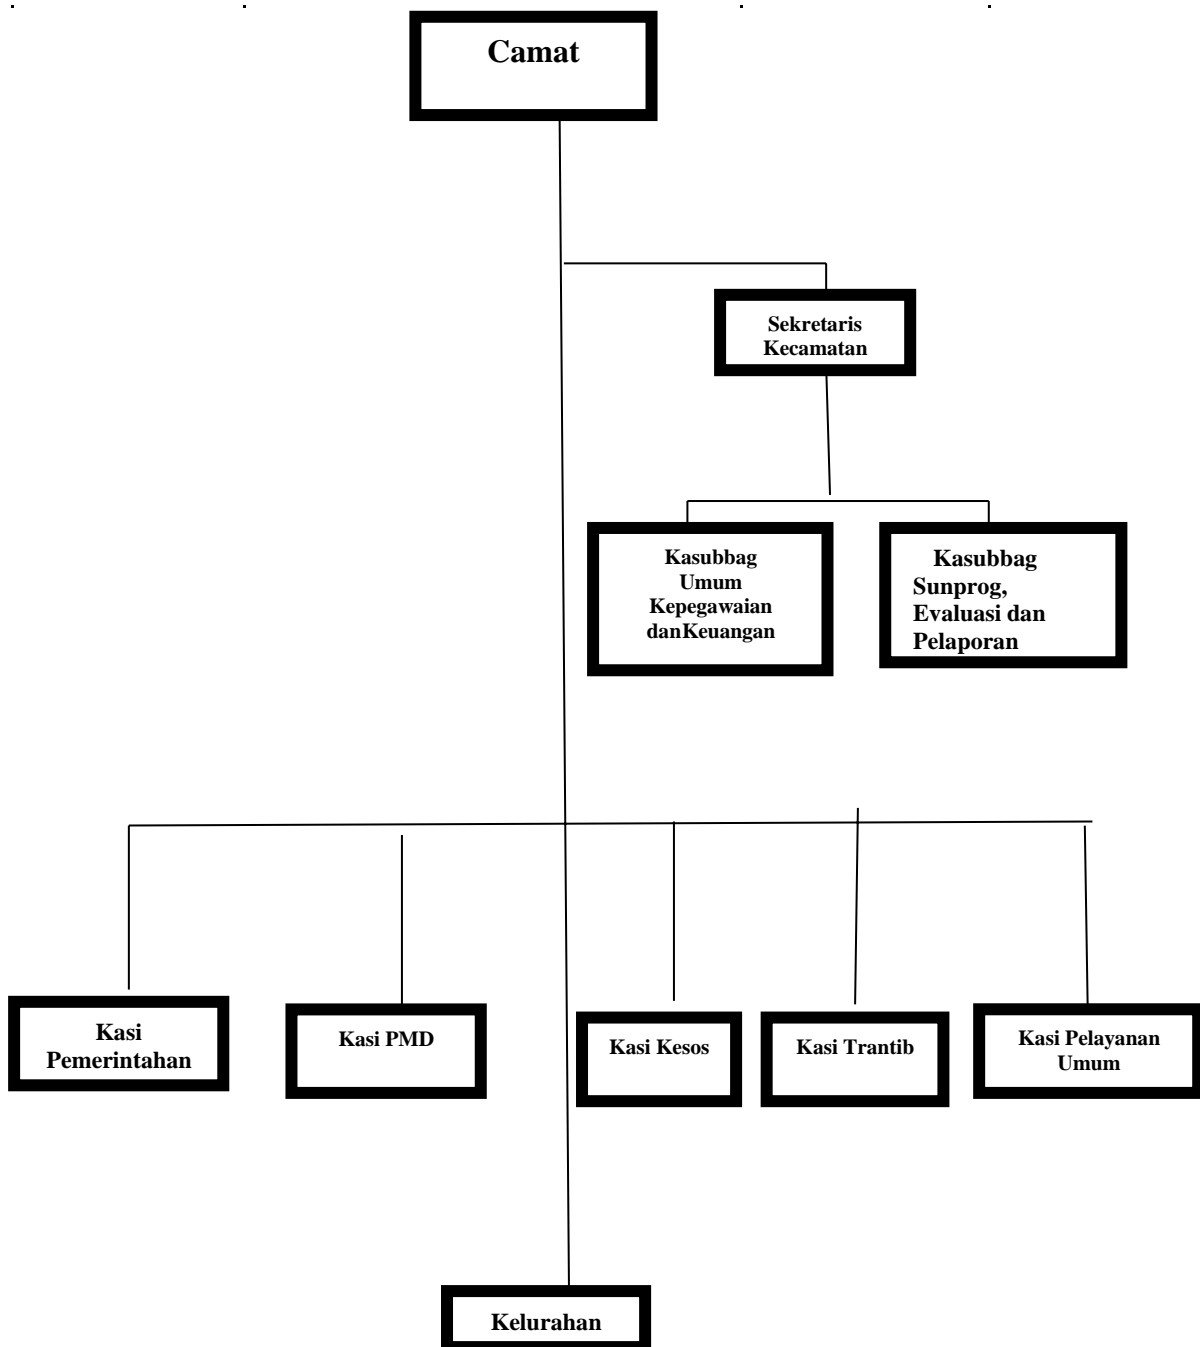 Camat
Sekretaris
Kecamatan
Kasubbag
Umum
Kepegawaian
danKeuangan
Kasubbag
Sunprog,
Evaluasi dan
Pelaporan
Kasi
Pemerintahan
Kasi PMD
Kasi Kesos
Kasi Trantib
Kasi Pelayanan
Umum
Kelurahan